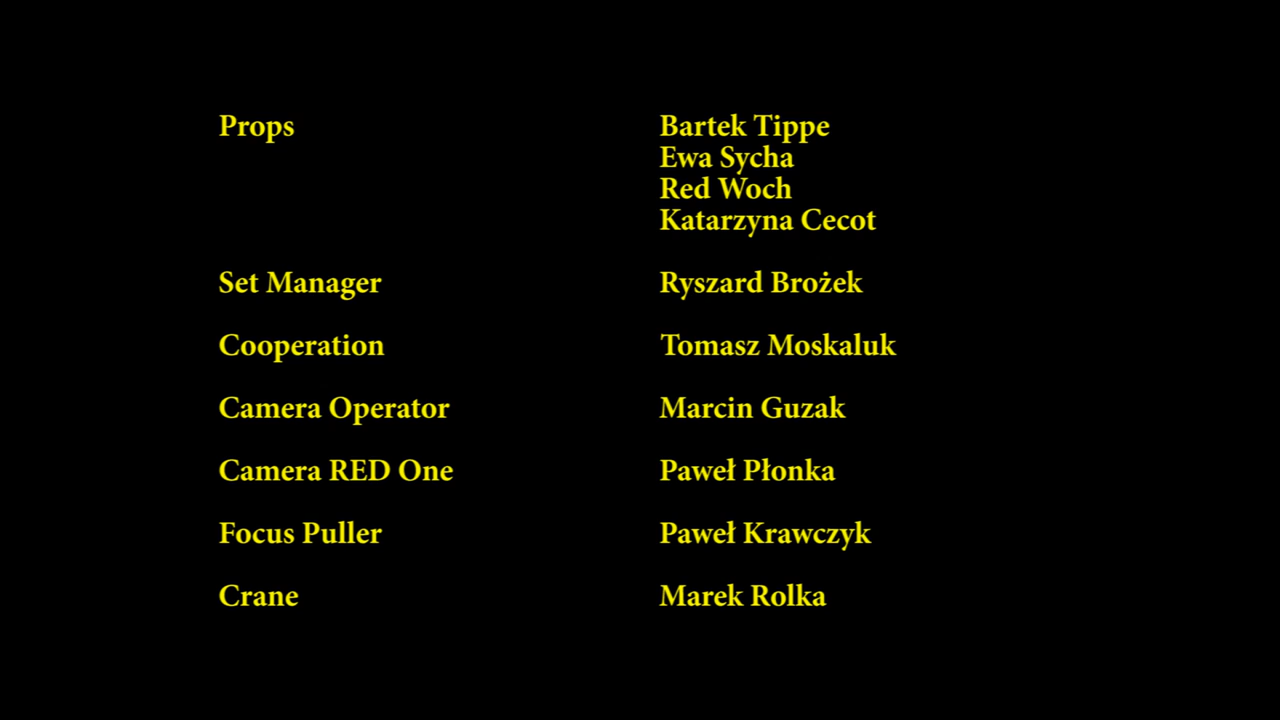 Props Bartek Tippe
Ewa Sycha
Red Woch
Katarzyna Cecot
Set Manager Ryszard Brożek
Cooperation Tomasz Moskaluk
Camera Operator Marcin Guzak
Camera RED One Paweł Płonka
Focus Puller Paweł Krawczyk
Crane Marek Rolka